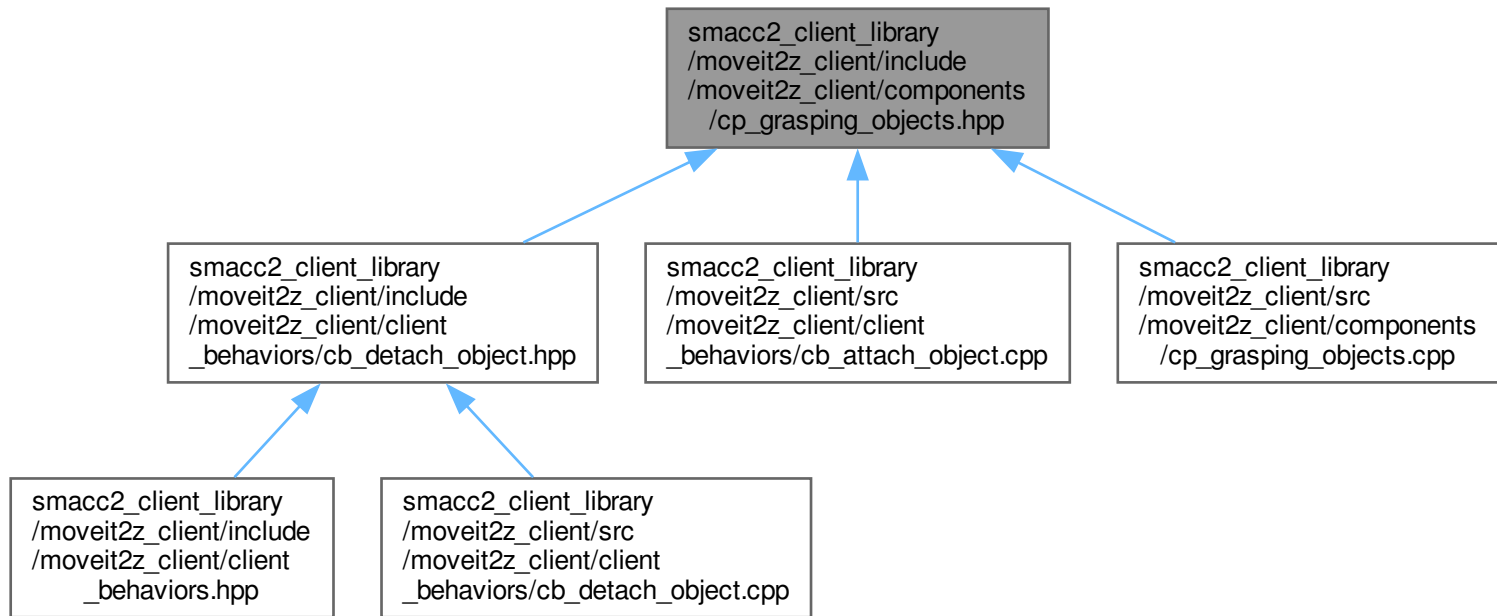 smacc2_client_library
/moveit2z_client/include
/moveit2z_client/components
/cp_grasping_objects.hpp
smacc2_client_library
/moveit2z_client/include
/moveit2z_client/client
_behaviors/cb_detach_object.hpp
smacc2_client_library
/moveit2z_client/src
/moveit2z_client/client
_behaviors/cb_attach_object.cpp
smacc2_client_library
/moveit2z_client/src
/moveit2z_client/components
/cp_grasping_objects.cpp
smacc2_client_library
/moveit2z_client/include
/moveit2z_client/client
_behaviors.hpp
smacc2_client_library
/moveit2z_client/src
/moveit2z_client/client
_behaviors/cb_detach_object.cpp